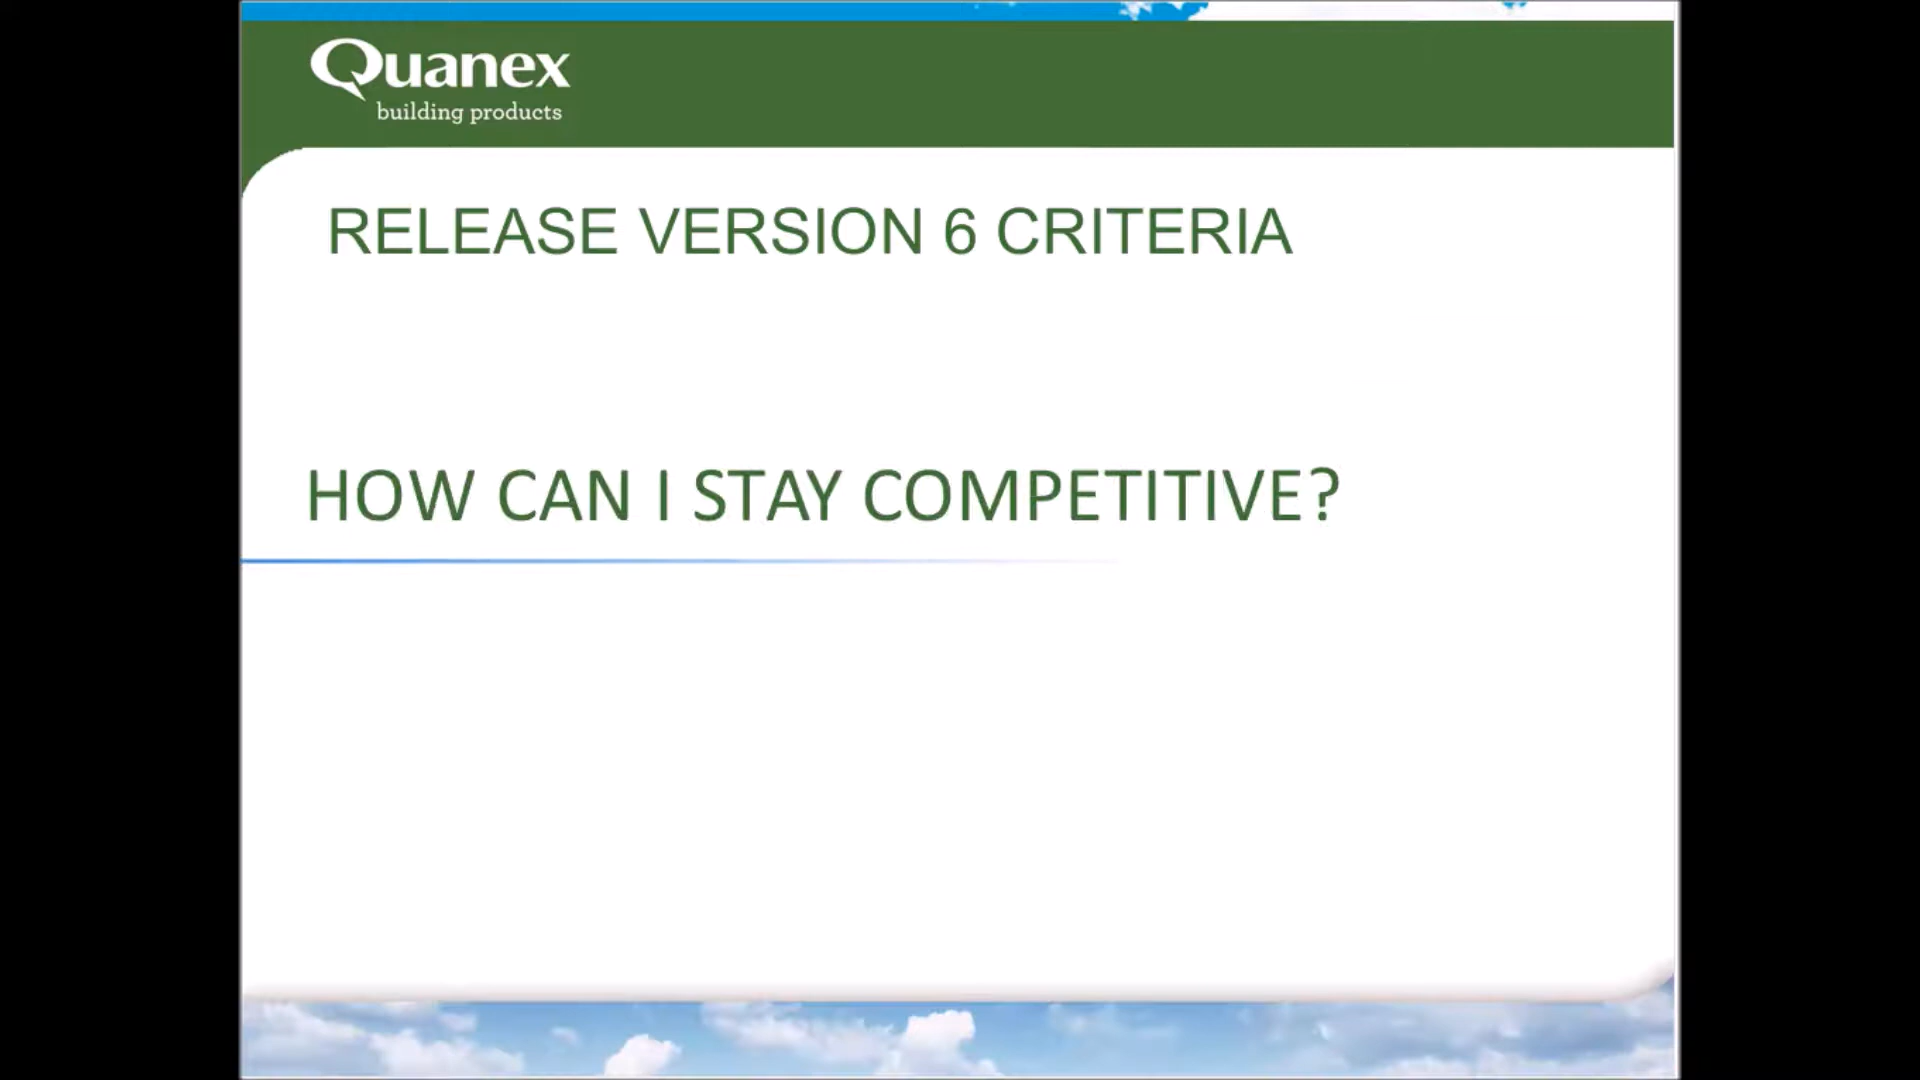 Quanex
building products
RELEASE VERSION 6 CRITERIA
HOW CAN I STAY COMPETITIVE?